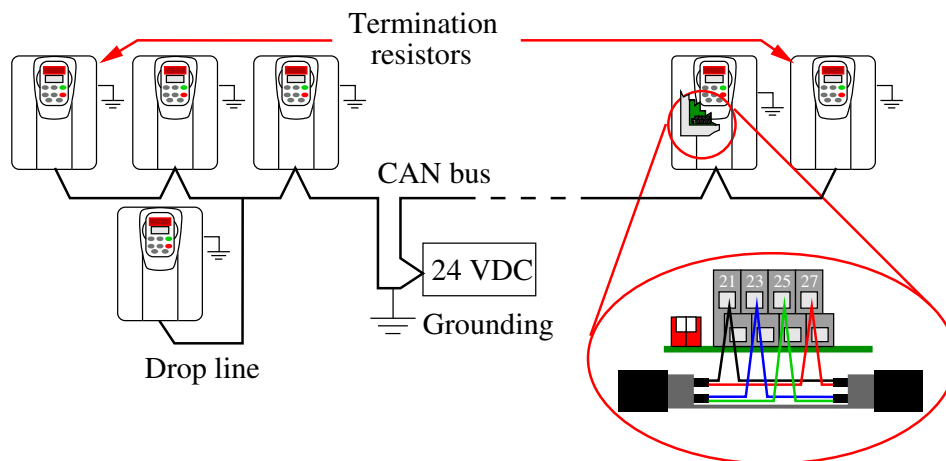 Termination
resistors
CAN bus
24 VDC
Grounding
Drop line
21 23 25 27